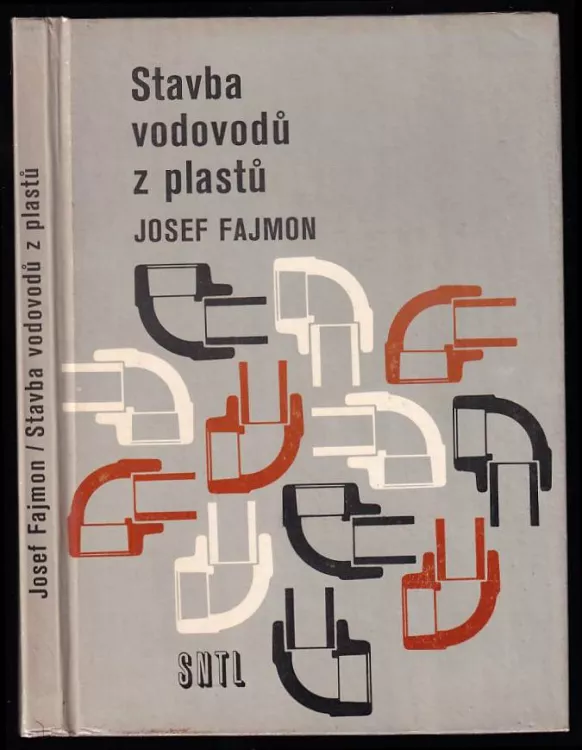 Stavba
vodovodů
z plastů
JOSEF FAJMON
SNTL
Josef Fajmon / Stavba vodovodů z plastů